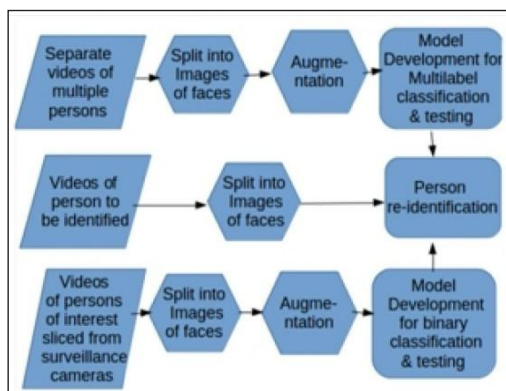 Separate
videos of
multiple
persons
Split into
Images
of faces
Augme-
ntation
Model
Development for
Multilabel
classification
& testing
Videos of
person to
be identified
Split into
Images
of faces
Person
re-identification
Videos
of persons
of interest
sliced from
surveillance
cameras
Split into
Images
of faces
Augme-
ntation
Model
Development
for binary
classification
& testing